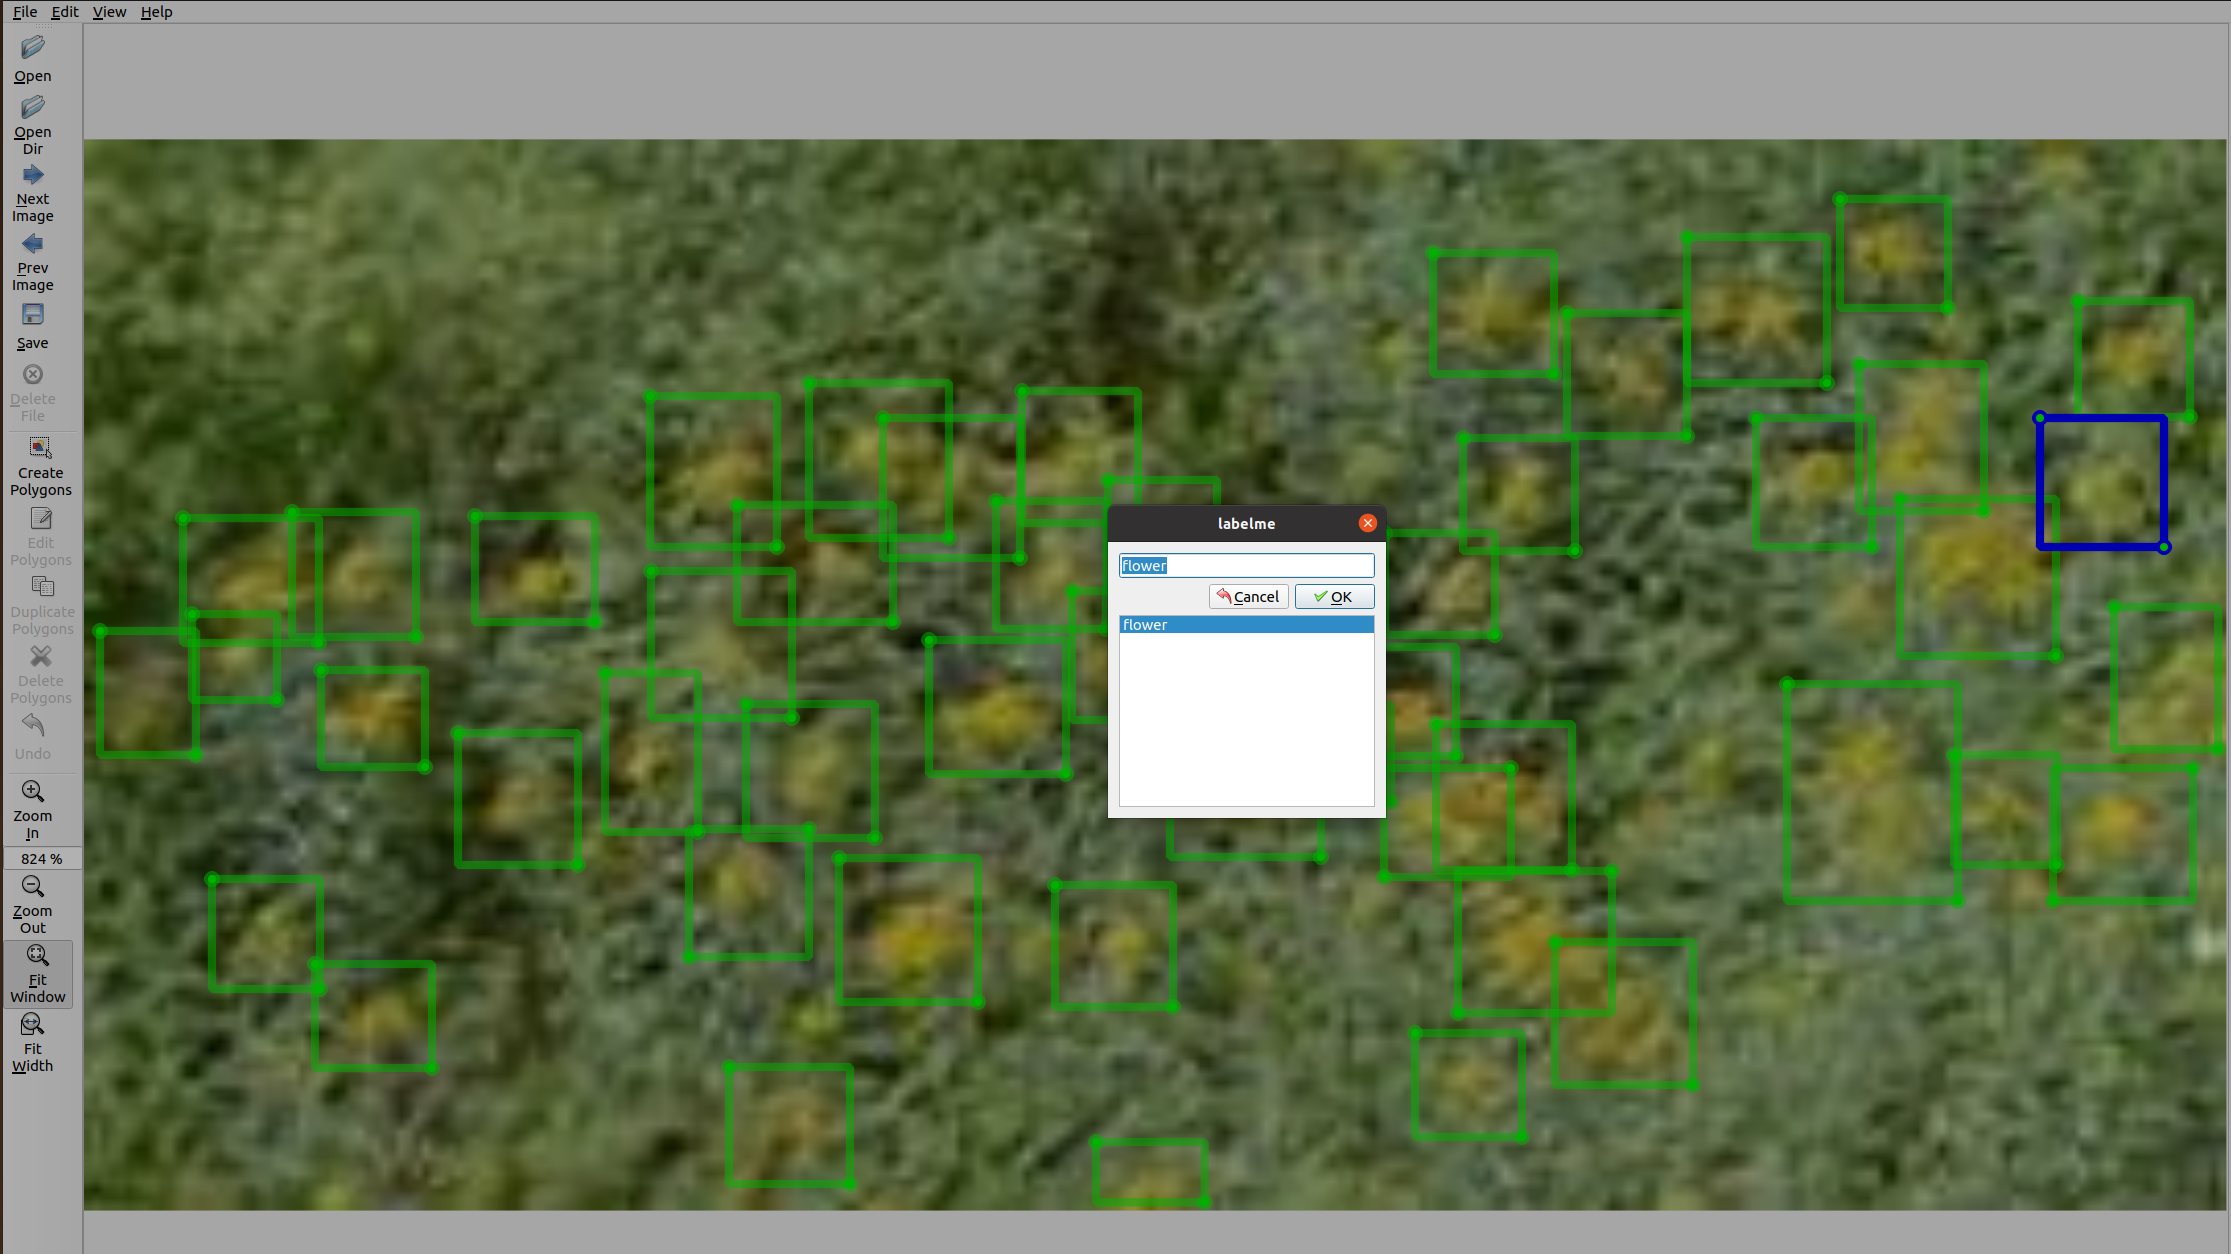 File Edit View Help
Open
Open
Dir
Next
Image
Prev
Image
Save
Delete
File
Create
Polygons
Edit
Polygons
Duplicate
Polygons
Delete
Polygons
Undo
Zoom
In
824 %
Zoom
Out
Fit
Window
Fit
Width
labelme
flower
Cancel OK
flower